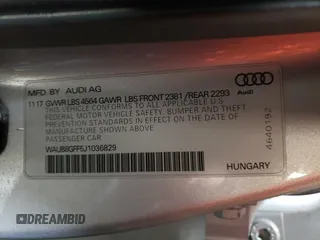 MFD BY AUDI AG
11 17 GVWR LBS 4564 GAWR LBS FRONT 2381 / REAR 2293
THIS VEHICLE CONFORMS TO ALL APPLICABLE U.S
FEDERAL MOTOR VEHICLE SAFETY. BUMPER AND THEFT
PREVENTION STANDARDS IN EFFECT ON THE DATE OF
MANUFACTURE SHOWN ABOVE
WAUB8GFF5J1036829
HUNGARY
Audi
4640192
DREAMBID